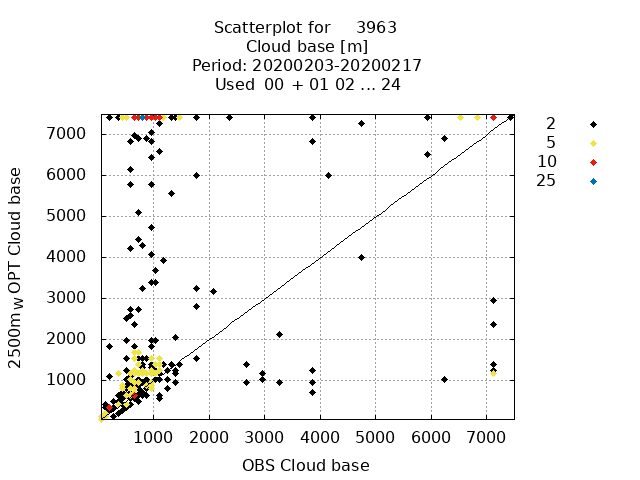 Scatterplot for 3963
Cloud base [m]
Period: 20200203-20200217
Used 00 + 01 02 ... 24
2
5
10
25
7000
6000
5000
4000
3000
2000
1000
2500m W OPT Cloud base
1000 2000 3000 4000 5000 6000 7000
OBS Cloud base